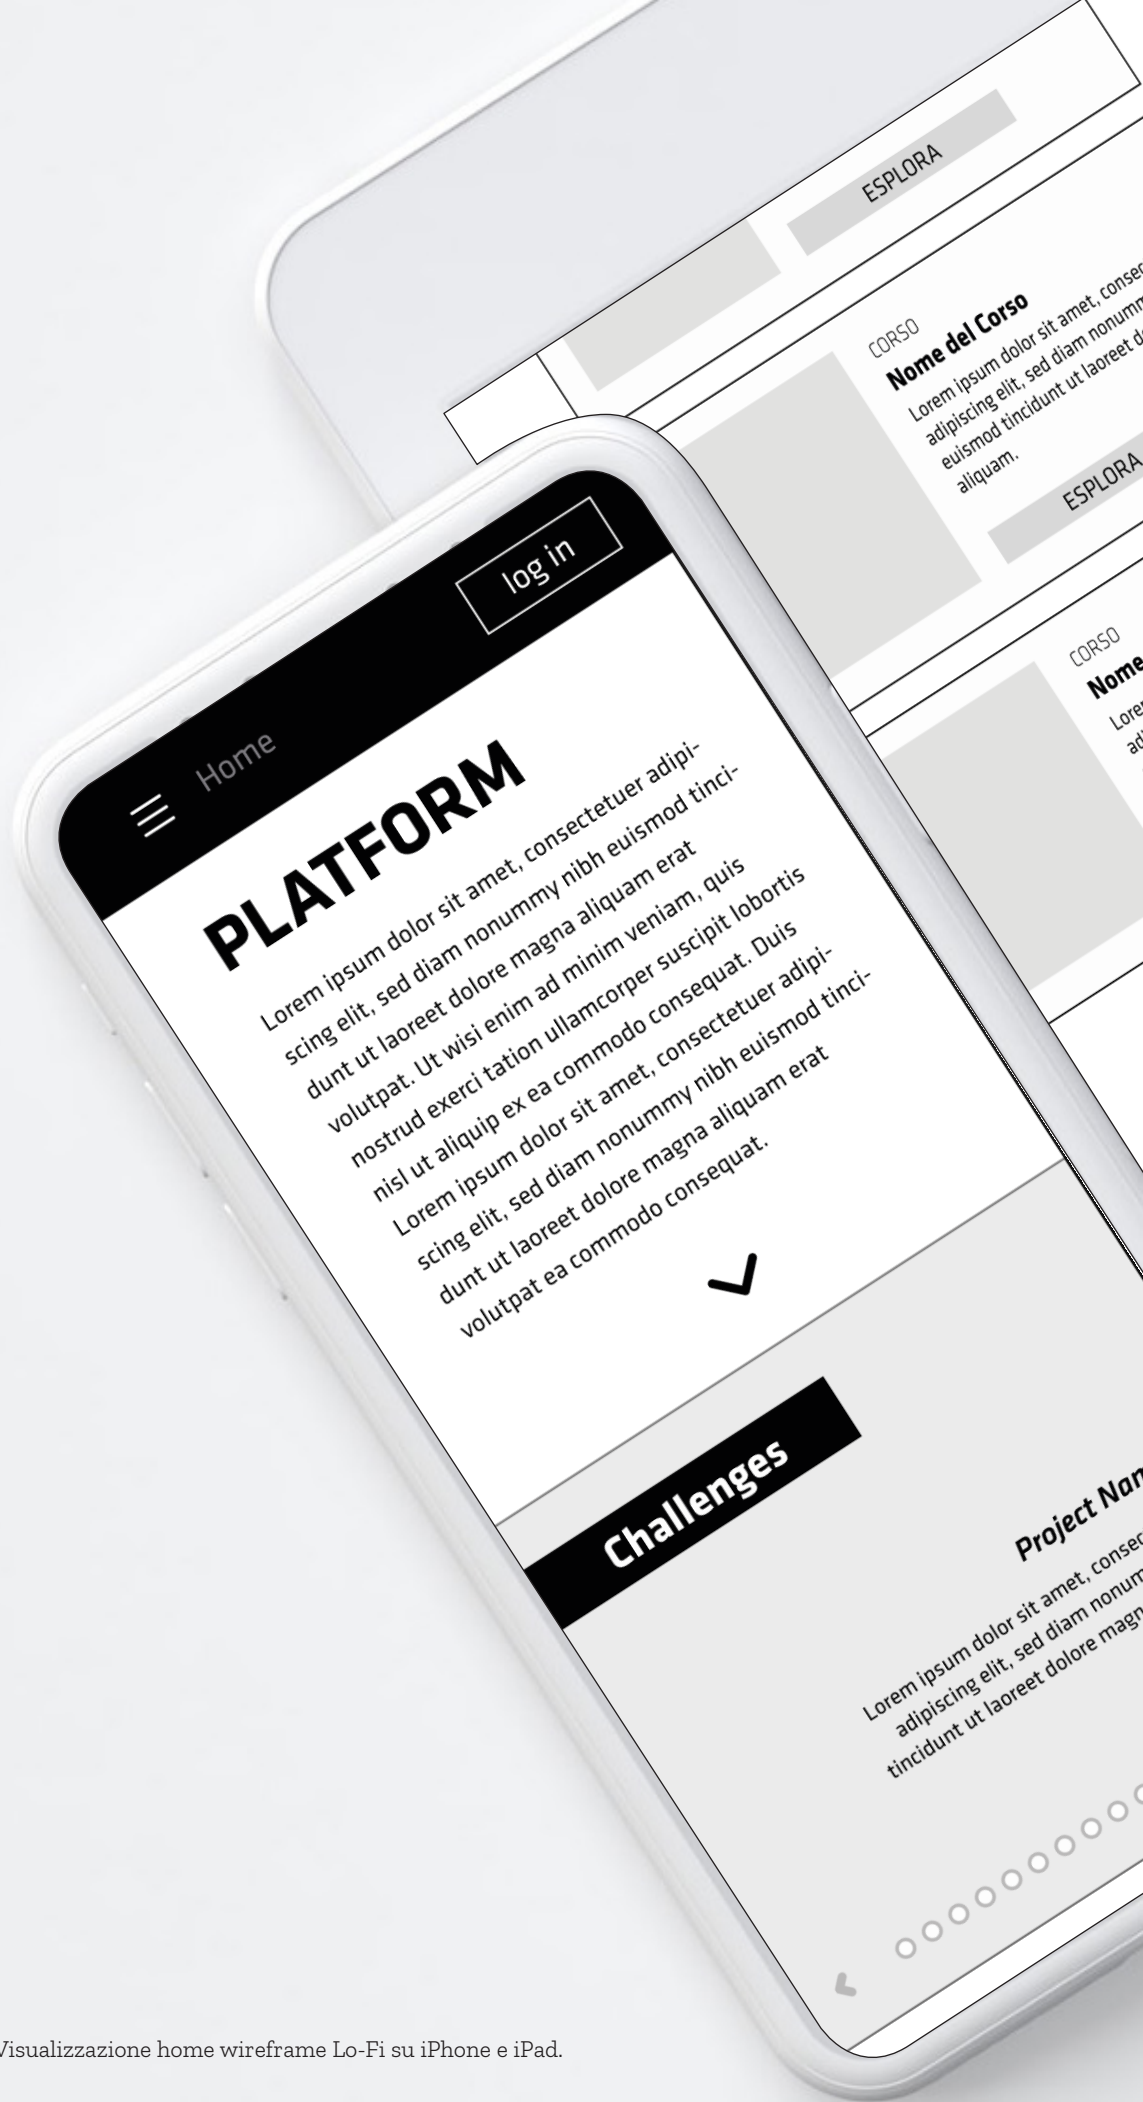 ESPLORA
CORSO
Nome del Corso
Lorem ipsum dolor sit amet, consec
adipiscing elit, sed diam nonumm
euismod tincidunt ut laoreet do
aliquam.
ESPLORA
CORSO
Nome
Lore
ad
log in
Home
PLATFORM
Lorem ipsum dolor sit amet, consectetuer adipi-
scing elit, sed diam nonummy nibh euismod tinci-
dunt ut laoreet dolore magna aliquam erat
volutpat. Ut wisi enim ad minim veniam, quis
nostrud exerci tation ullamcorper suscipit lobortis
nisl ut aliquip ex ea commodo consequat. Duis
Lorem ipsum dolor sit amet, consectetuer adipi-
scing elit, sed diam nonummy nibh euismod tinci-
dunt ut laoreet dolore magna aliquam erat
volutpat ea commodo consequat.
Challenges
Project Nam
Lorem ipsum dolor sit amet, consec
adipiscing elit, sed diam nonum
tincidunt ut laoreet dolore magn
Visualizzazione home wireframe Lo-Fi su iPhone e iPad.